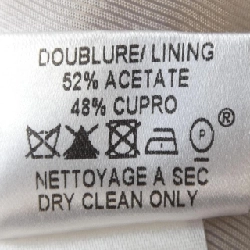 DOUBLURE/ LINING
52% ACETATE
48% CUPRO
P ®
NETTOYAGE A SEC
DRY CLEAN ONLY